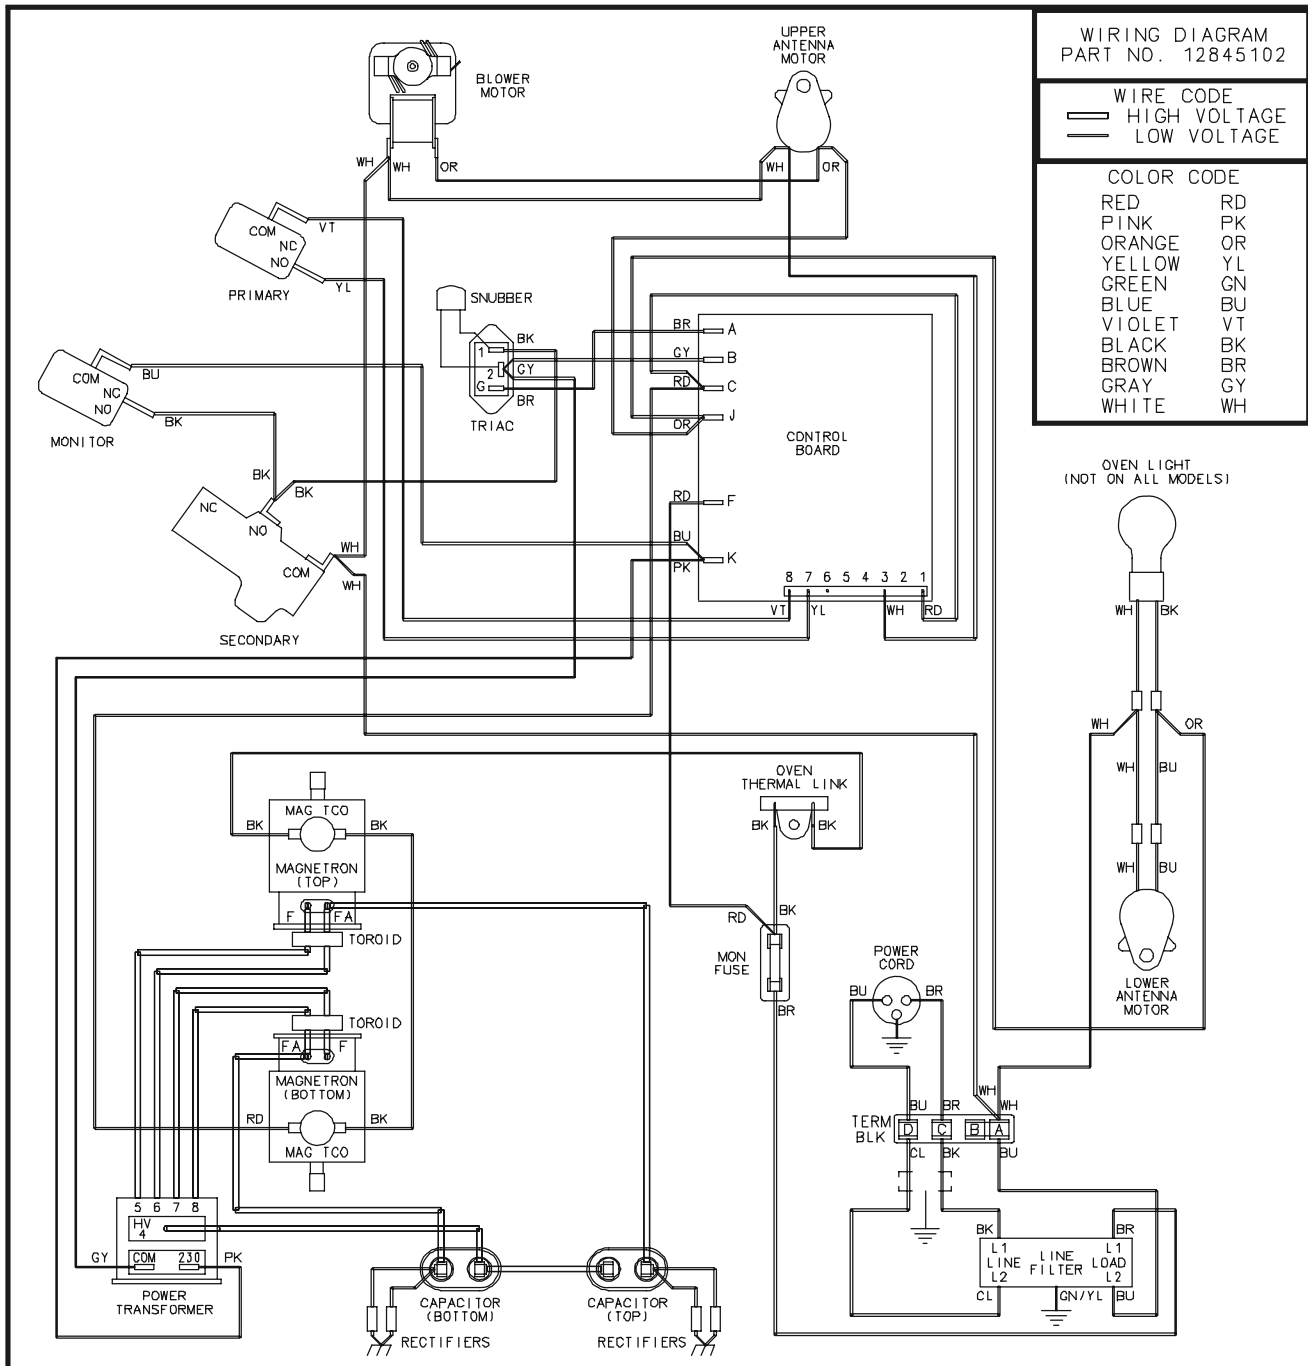 WIRING DIAGRAM
PART NO. 12845102
WIRE CODE
HIGH VOLTAGE
LOW VOLTAGE
COLOR CODE
RED RD
PINK PK
ORANGE OR
YELLOW YL
GREEN GN
BLUE BU
VIOLET VT
BLACK BK
BROWN BR
GRAY GY
WHITE WH
BLOWER
MOTOR
WH
WH
OR
UPPER
ANTENNA
MOTOR
WH
OR
COM
NC
NO
VT
YL
PRIMARY
SNUBBER
1
2
G
BK
GY
BR
TRIAC
COM
NC
NO
BU
BK
MONITOR
BK
BK
NC
NO
COM
WH
WH
SECONDARY
BR A
GY B
RD C
J
OR
CONTROL
BOARD
RD F
BU
K
PK
8 7 6 5 4 3 2 1
VT YL WH RD
OVEN LIGHT
(NOT ON ALL MODELS)
WH BK
WH OR
WH BU
WH BU
LOWER
ANTENNA
MOTOR
OVEN
THERMAL LINK
BK BK
MAG TCO
BK BK
MAGNETRON
(TOP)
F FA
TOROID
TOROID
FA F
MAGNETRON
(BOTTOM)
RD BK
MAG TCO
RD BK
MON
FUSE
BR
POWER
CORD
BU BR
WH
BU BR WH
TERM
BLK
D C B A
CL BK BU
BK BR
L1 L1
LINE LINE LOAD
FILTER
L2 L2
CL GN/YL BU
5 6 7 8
HV
4
GY COM 230 PK
POWER
TRANSFORMER
CAPACITOR
(BOTTOM)
RECTIFIERS
CAPACITOR
(TOP)
RECTIFIERS